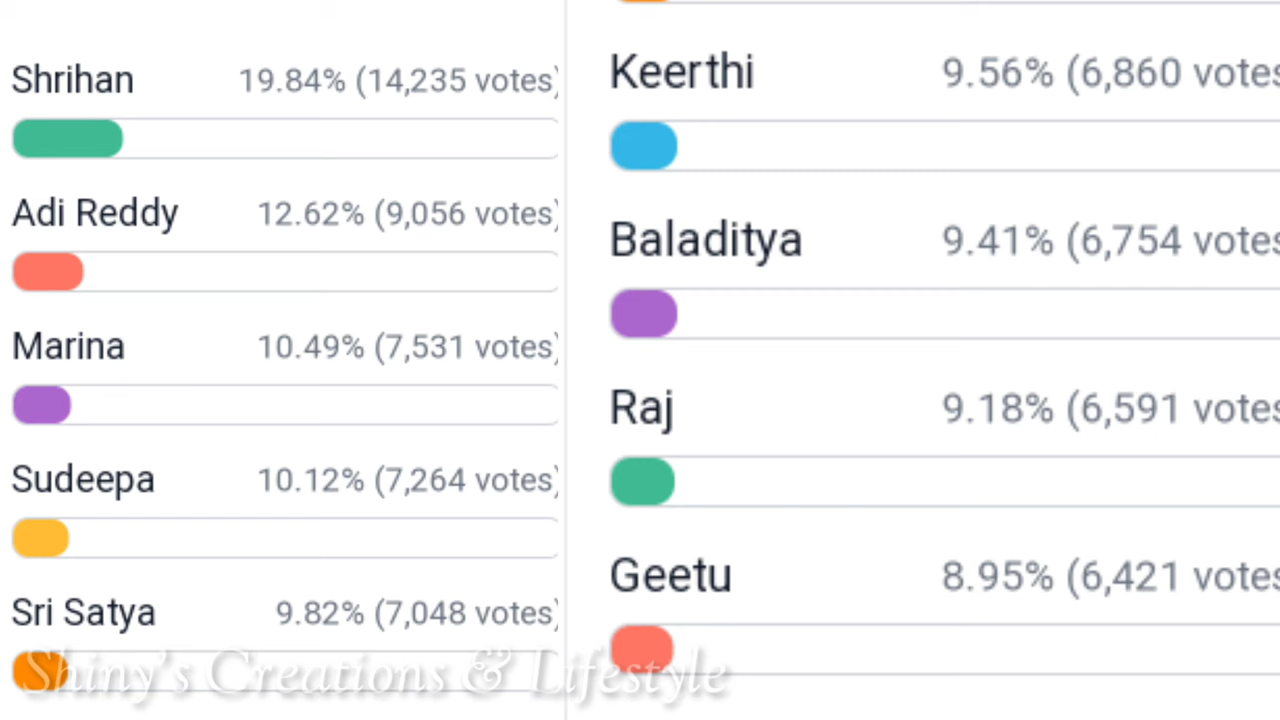 Shrihan 19.84% (14,235 votes)
Adi Reddy 12.62% (9,056 votes)
Marina 10.49% (7,531 votes)
Sudeepa 10.12% (7,264 votes)
Sri Satya 9.82% (7,048 votes)
Keerthi 9.56% (6,860 votes
Baladitya 9.41% (6,754 votes
Raj 9.18% (6,591 votes
Geetu 8.95% (6,421 votes
Shiny's Creations & Lifestyle